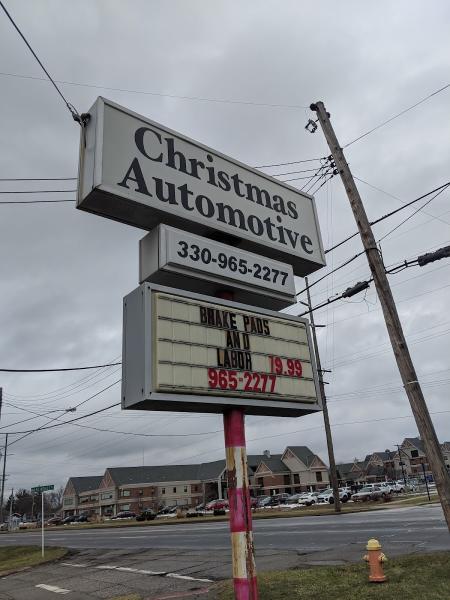 Christmas
Automotive
330-965-2277
BRAKE PADS
AND
LABOR 19.99
965-2277